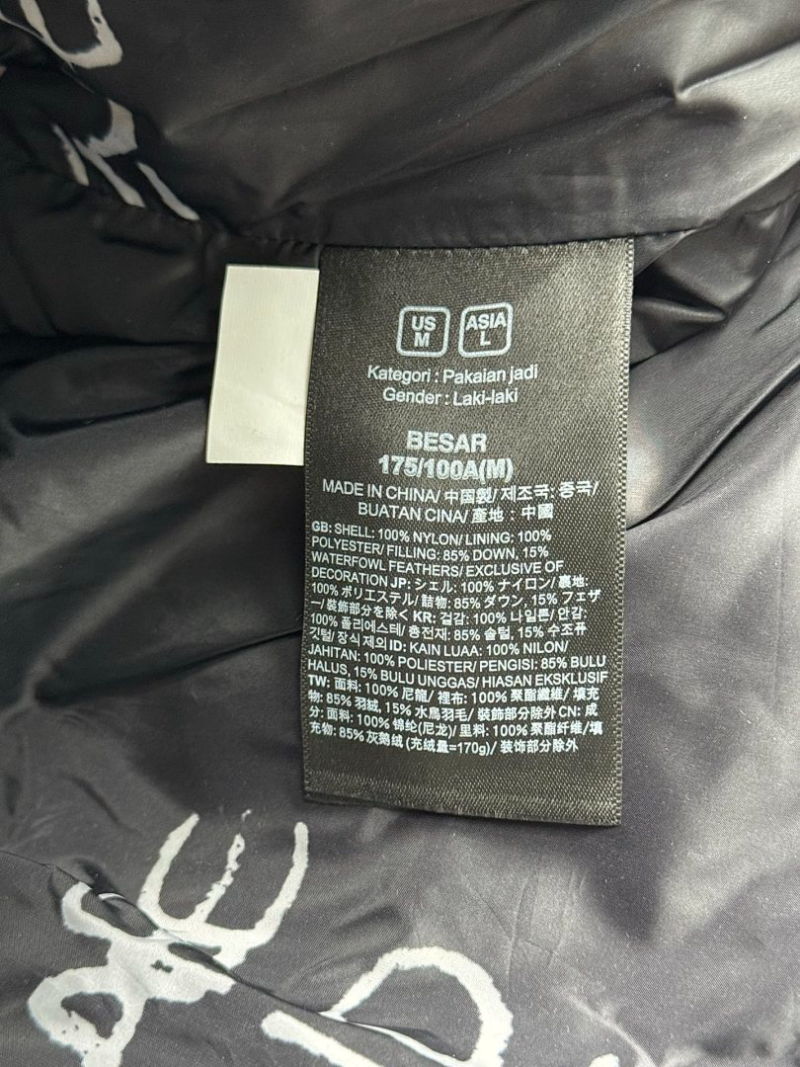 US
M
ASIA
L
Kategori : Pakaian jadi
Gender : Laki-laki
BESAR
175/100A(M)
MADE IN CHINA/ 中国製/ 제조국: 중국/
BUATAN CINA/ 產地 : 中國
GB: SHELL: 100% NYLON/ LINING: 100%
POLYESTER/ FILLING: 85% DOWN, 15%
WATERFOWL FEATHERS/ EXCLUSIVE OF
DECORATION JP: シェル: 100% ナイロン/ 裏地:
100% ポリエステル/ 詰物: 85% ダウン, 15% フェザ
ー/ 装飾部分を除く KR: 겉감: 100% 나일론/ 안감:
100% 폴리에스테/ 충전재: 85% 솜털, 15% 수조류
깃털/ 장식 제외 ID: KAIN LUAA: 100% NILON/
JAHITAN: 100% POLIESTER/ PENGISI: 85% BULU
HALUS, 15% BULU UNGGAS/ HIASAN EKSKLUSIF
TW: 面料: 100% 尼龍/ 裡布: 100% 聚酯纖維/ 填充
物: 85% 羽絨, 15% 水鳥羽毛/ 裝飾部分除外 CN: 成
分: 面料: 100% 锦纶(尼龙)/ 里料: 100% 聚酯纤维/填
充物: 85% 灰鹅绒 (充绒量=170g)/ 装饰部分除外